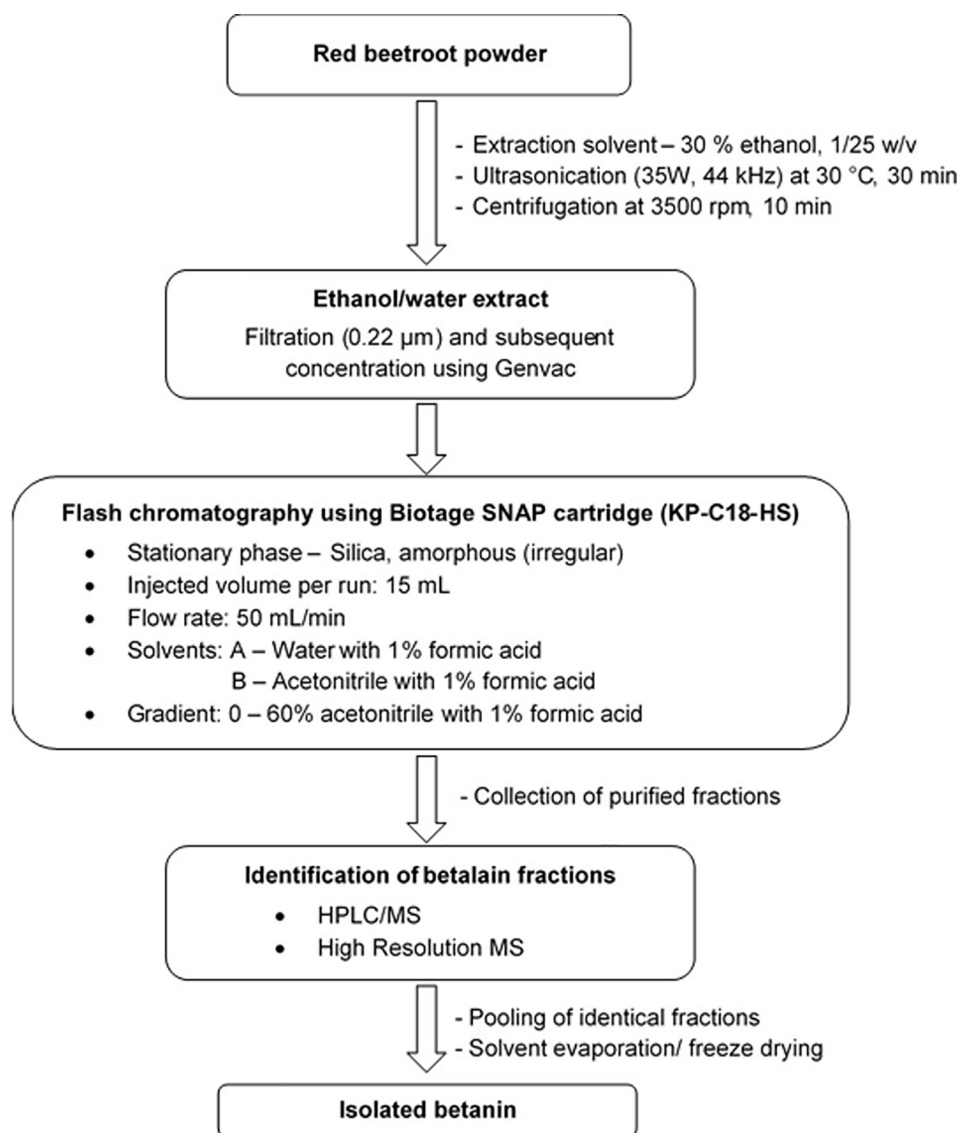 Red beetroot powder
- Extraction solvent – 30 % ethanol, 1/25 w/v
- Ultrasonication (35W, 44 kHz) at 30 °C, 30 min
- Centrifugation at 3500 rpm, 10 min
Ethanol/water extract
Filtration (0.22 µm) and subsequent
concentration using Genvac
Flash chromatography using Biotage SNAP cartridge (KP-C18-HS)
• Stationary phase – Silica, amorphous (irregular)
• Injected volume per run: 15 mL
• Flow rate: 50 mL/min
• Solvents: A – Water with 1% formic acid
B – Acetonitrile with 1% formic acid
• Gradient: 0 – 60% acetonitrile with 1% formic acid
- Collection of purified fractions
Identification of betalain fractions
• HPLC/MS
• High Resolution MS
- Pooling of identical fractions
- Solvent evaporation/ freeze drying
Isolated betanin